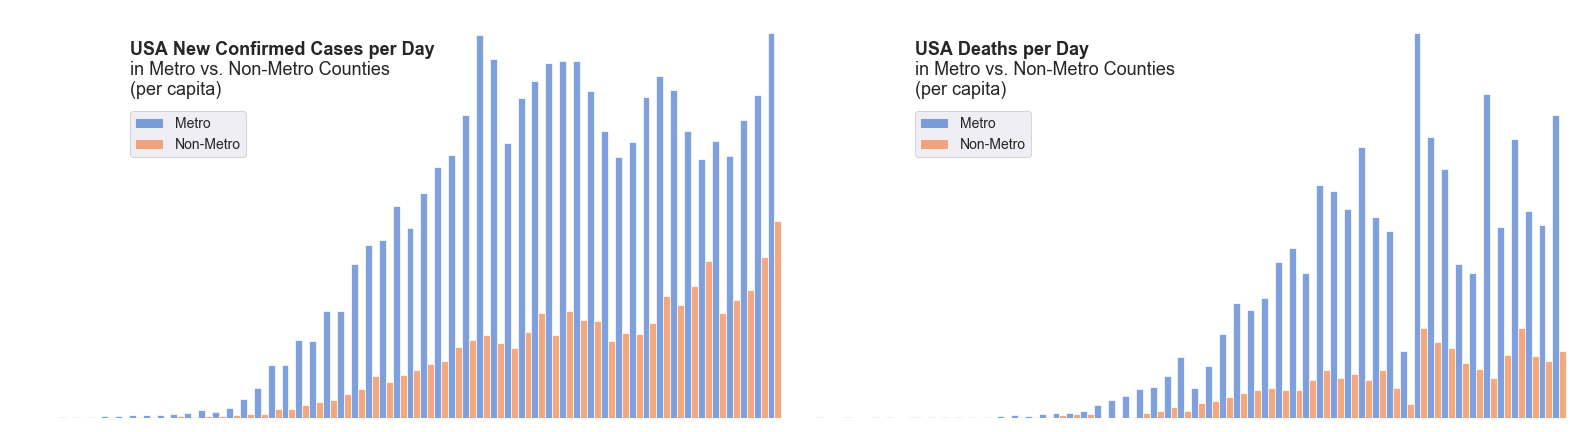 USA New Confirmed Cases per Day
in Metro vs. Non-Metro Counties
(per capita)
Metro
Non-Metro
USA Deaths per Day
in Metro vs. Non-Metro Counties
(per capita)
Metro
Non-Metro